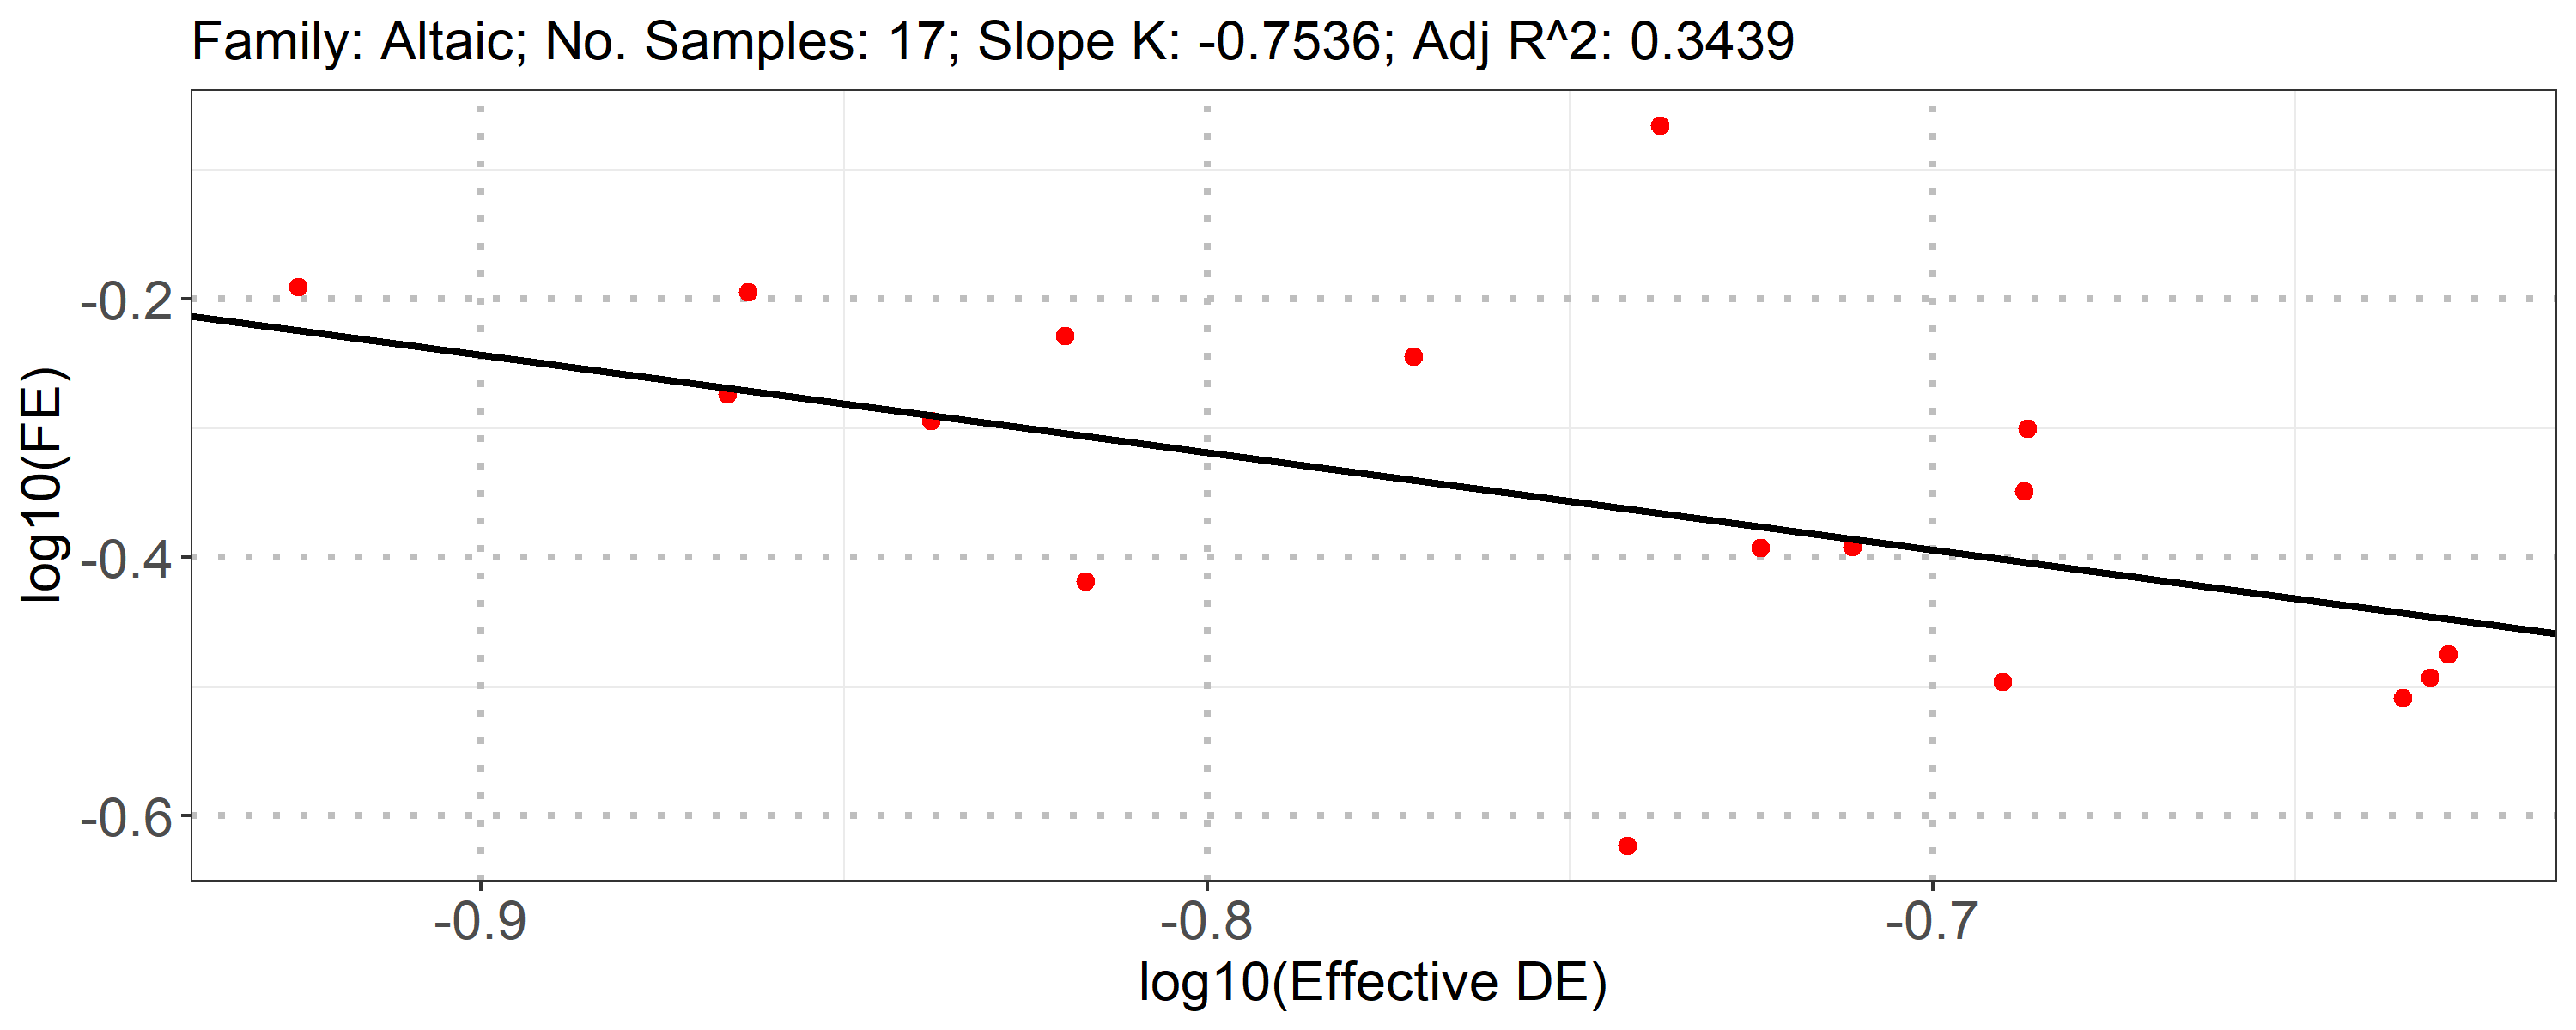 Family: Altaic; No. Samples: 17; Slope K: -0.7536; Adj R^2: 0.3439
log10(FE)
-0.2
-0.4
-0.6
-0.9
-0.8
-0.7
log10(Effective DE)